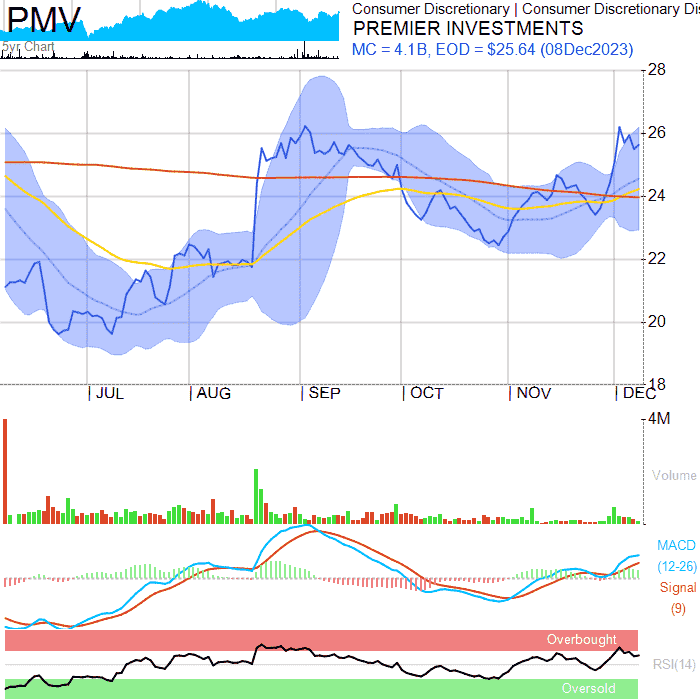 PMV
5yr Chart
Consumer Discretionary | Consumer Discretionary Dis
PREMIER INVESTMENTS
MC = 4.1B, EOD = $25.64 (08Dec2023)
28
26
24
22
20
18
JUL AUG SEP OCT NOV DEC
4M
Volume
MACD
(12-26)
Signal
(9)
Overbought
RSI(14)
Oversold